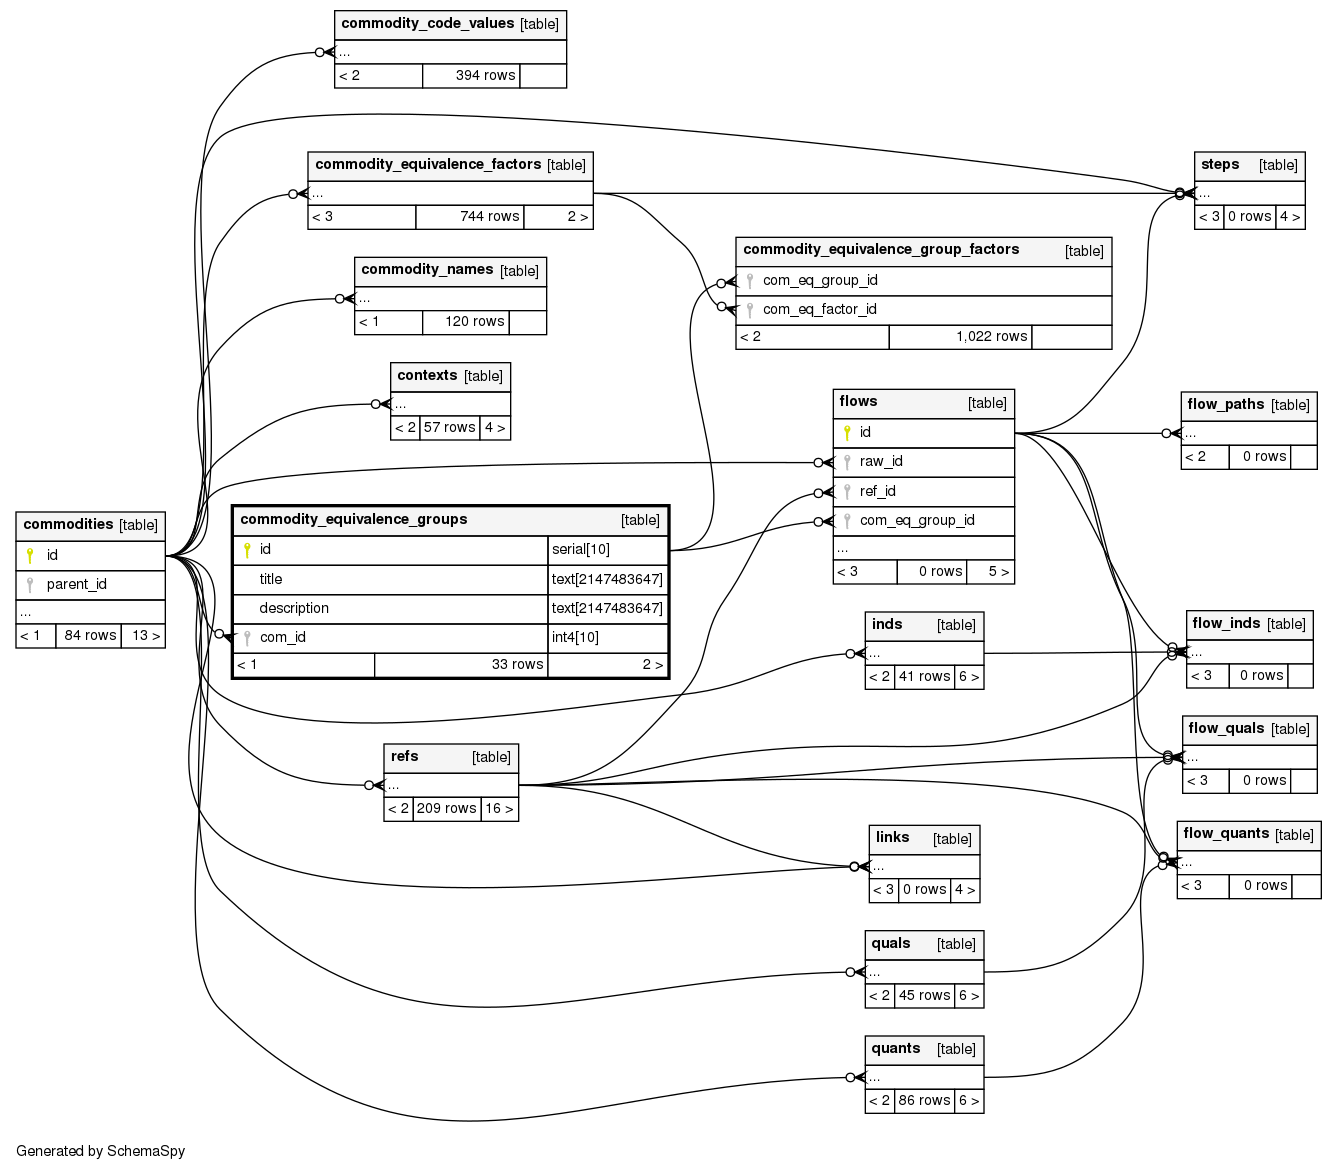 commodity_code_values [table]
...
< 2 394 rows
commodity_equivalence_factors [table]
...
< 3 744 rows 2 >
steps [table]
...
< 3 0 rows 4 >
commodity_equivalence_group_factors [table]
com_eq_group_id
com_eq_factor_id
< 2 1,022 rows
commodity_names [table]
...
< 1 120 rows
contexts [table]
...
< 2 57 rows 4 >
flows [table]
id
raw_id
ref_id
com_eq_group_id
...
< 3 0 rows 5 >
flow_paths [table]
...
< 2 0 rows
commodities [table]
id
parent_id
...
< 1 84 rows 13 >
commodity_equivalence_groups [table]
id serial[10]
title text[2147483647]
description text[2147483647]
com_id int4[10]
< 1 33 rows 2 >
inds [table]
...
< 2 41 rows 6 >
flow_inds [table]
...
< 3 0 rows
flow_quals [table]
...
< 3 0 rows
refs [table]
...
< 2 209 rows 16 >
links [table]
...
< 3 0 rows 4 >
flow_quants [table]
...
< 3 0 rows
quals [table]
...
< 2 45 rows 6 >
quants [table]
...
< 2 86 rows 6 >
Generated by SchemaSpy